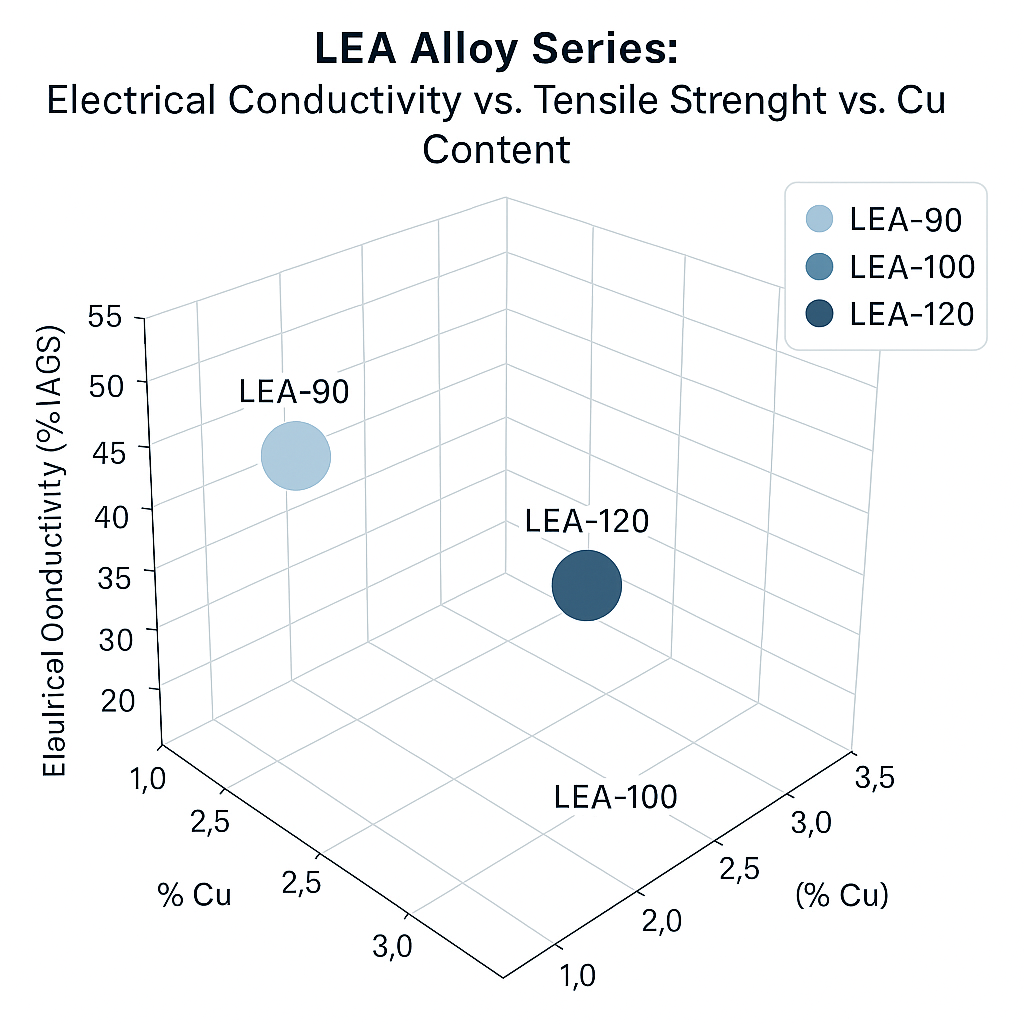 LEA Alloy Series:
Electrical Conductivity vs. Tensile Strenght vs. Cu
Content
LEA-90
LEA-100
LEA-120
Elaulrical Oonductivity (% IAGS)
55
50
45
40
35
30
20
LEA-90
LEA-120
LEA-100
1,0
2,5
2,5
3,0
% Cu
3,5
3,0
2,5
2,0
1,0
(% Cu)